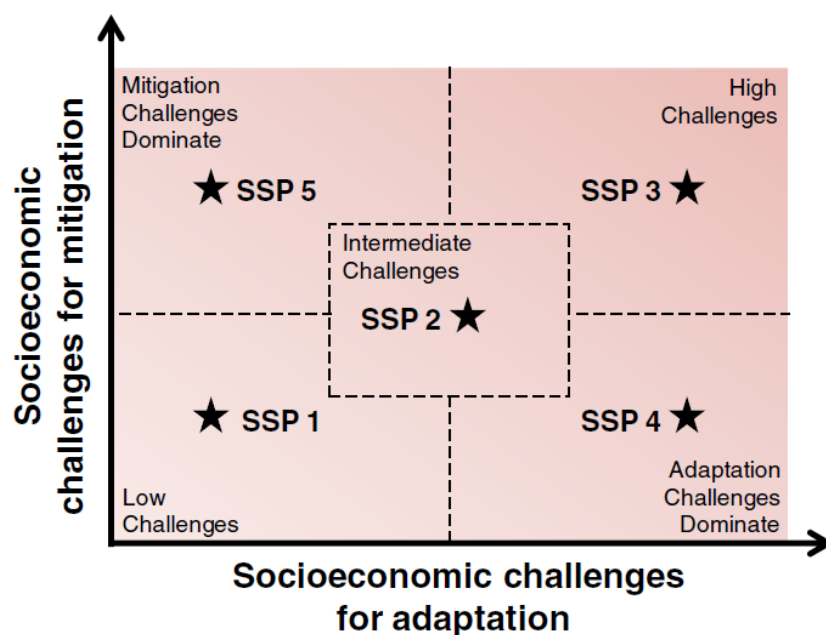 Socioeconomic
challenges for mitigation
Mitigation
Challenges
Dominate
High
Challenges
SSP 5
SSP 3
Intermediate
Challenges
SSP 2
SSP 1
SSP 4
Low
Challenges
Adaptation
Challenges
Dominate
Socioeconomic challenges
for adaptation